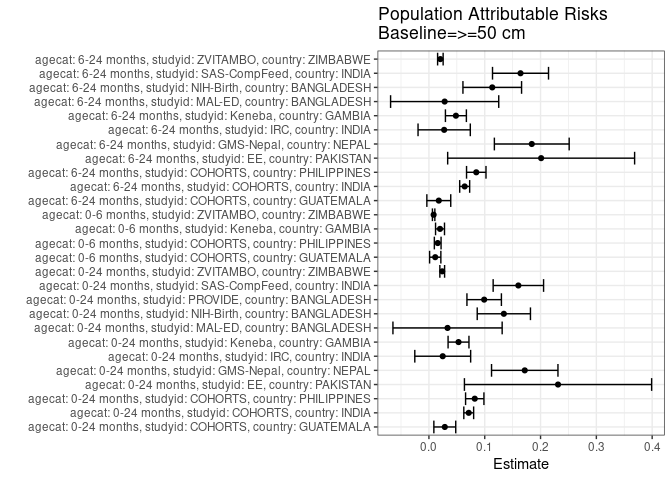 Population Attributable Risks
Baseline=>=50 cm
agecat: 6-24 months, studyid: ZVITAMBO, country: ZIMBABWE
agecat: 6-24 months, studyid: SAS-CompFeed, country: INDIA
agecat: 6-24 months, studyid: NIH-Birth, country: BANGLADESH
agecat: 6-24 months, studyid: MAL-ED, country: BANGLADESH
agecat: 6-24 months, studyid: Keneba, country: GAMBIA
agecat: 6-24 months, studyid: IRC, country: INDIA
agecat: 6-24 months, studyid: GMS-Nepal, country: NEPAL
agecat: 6-24 months, studyid: EE, country: PAKISTAN
agecat: 6-24 months, studyid: COHORTS, country: PHILIPPINES
agecat: 6-24 months, studyid: COHORTS, country: INDIA
agecat: 6-24 months, studyid: COHORTS, country: GUATEMALA
agecat: 0-6 months, studyid: ZVITAMBO, country: ZIMBABWE
agecat: 0-6 months, studyid: Keneba, country: GAMBIA
agecat: 0-6 months, studyid: COHORTS, country: PHILIPPINES
agecat: 0-6 months, studyid: COHORTS, country: GUATEMALA
agecat: 0-24 months, studyid: ZVITAMBO, country: ZIMBABWE
agecat: 0-24 months, studyid: SAS-CompFeed, country: INDIA
agecat: 0-24 months, studyid: PROVIDE, country: BANGLADESH
agecat: 0-24 months, studyid: NIH-Birth, country: BANGLADESH
agecat: 0-24 months, studyid: MAL-ED, country: BANGLADESH
agecat: 0-24 months, studyid: Keneba, country: GAMBIA
agecat: 0-24 months, studyid: IRC, country: INDIA
agecat: 0-24 months, studyid: GMS-Nepal, country: NEPAL
agecat: 0-24 months, studyid: EE, country: PAKISTAN
agecat: 0-24 months, studyid: COHORTS, country: PHILIPPINES
agecat: 0-24 months, studyid: COHORTS, country: INDIA
agecat: 0-24 months, studyid: COHORTS, country: GUATEMALA
0.0 0.1 0.2 0.3 0.4
Estimate